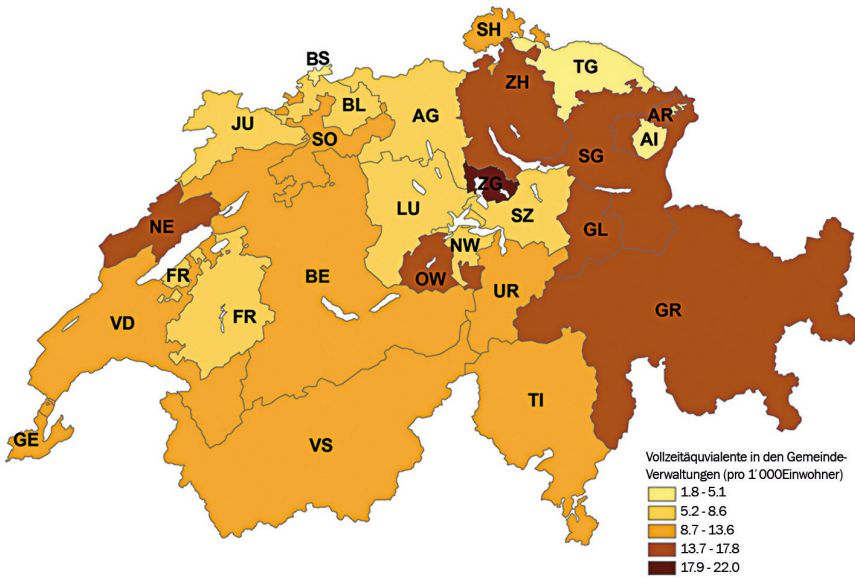 SH
BS
TG
ZH
BL
AR
JU
AG
SO
AI
SG
ZG
LU
SZ
NE
GL
NW
FR
BE
OW
UR
GR
FR
VD
TI
GE
VS
Vollzeitäquvialente in den Gemeinde-
Verwaltungen (pro 1´000Einwohner)
1.8 - 5.1
5.2 - 8.6
8.7 - 13.6
13.7 - 17.8
17.9 - 22.0